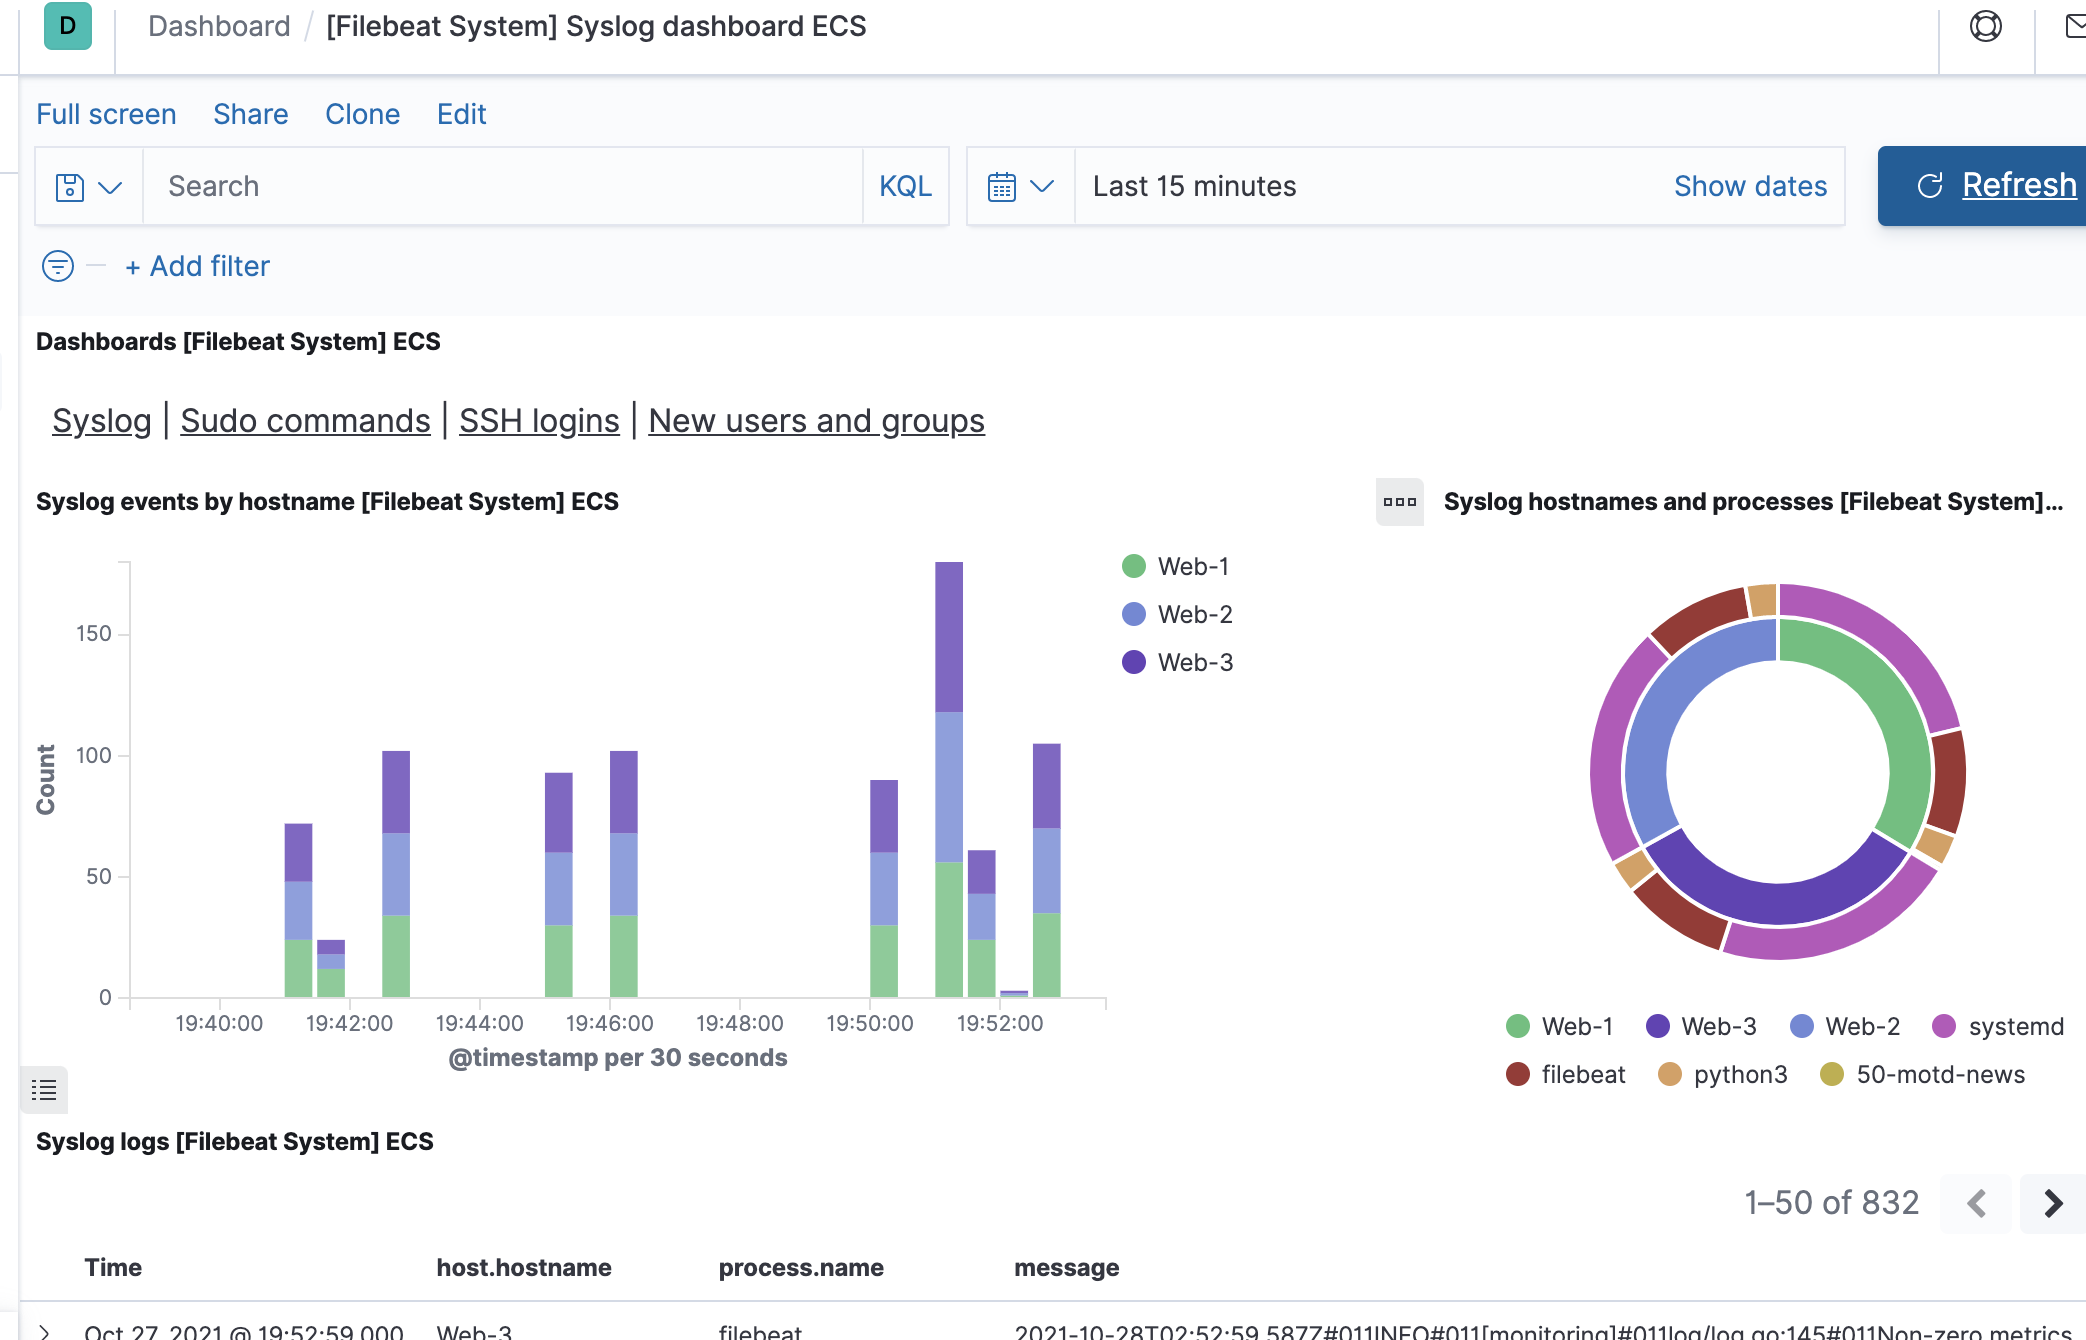 D Dashboard / [Filebeat System] Syslog dashboard ECS
Full screen Share Clone Edit
Search KQL Last 15 minutes Show dates Refresh
+ Add filter
Dashboards [Filebeat System] ECS
Syslog | Sudo commands | SSH logins | New users and groups
Syslog events by hostname [Filebeat System] ECS
Count
150
100
50
0
19:40:00 19:42:00 19:44:00 19:46:00 19:48:00 19:50:00 19:52:00
@timestamp per 30 seconds
Web-1
Web-2
Web-3
Syslog hostnames and processes [Filebeat System]...
Web-1 Web-3 Web-2 systemd
filebeat python3 50-motd-news
Syslog logs [Filebeat System] ECS
1–50 of 832
Time host.hostname process.name message
Oct 27, 2021 @ 19:52:59.000 Web-3 filebeat 2021-10-28T02:52:59.587Z#011INFO#011[monitoring]#011log/log.go:145#011Non-zero metrics